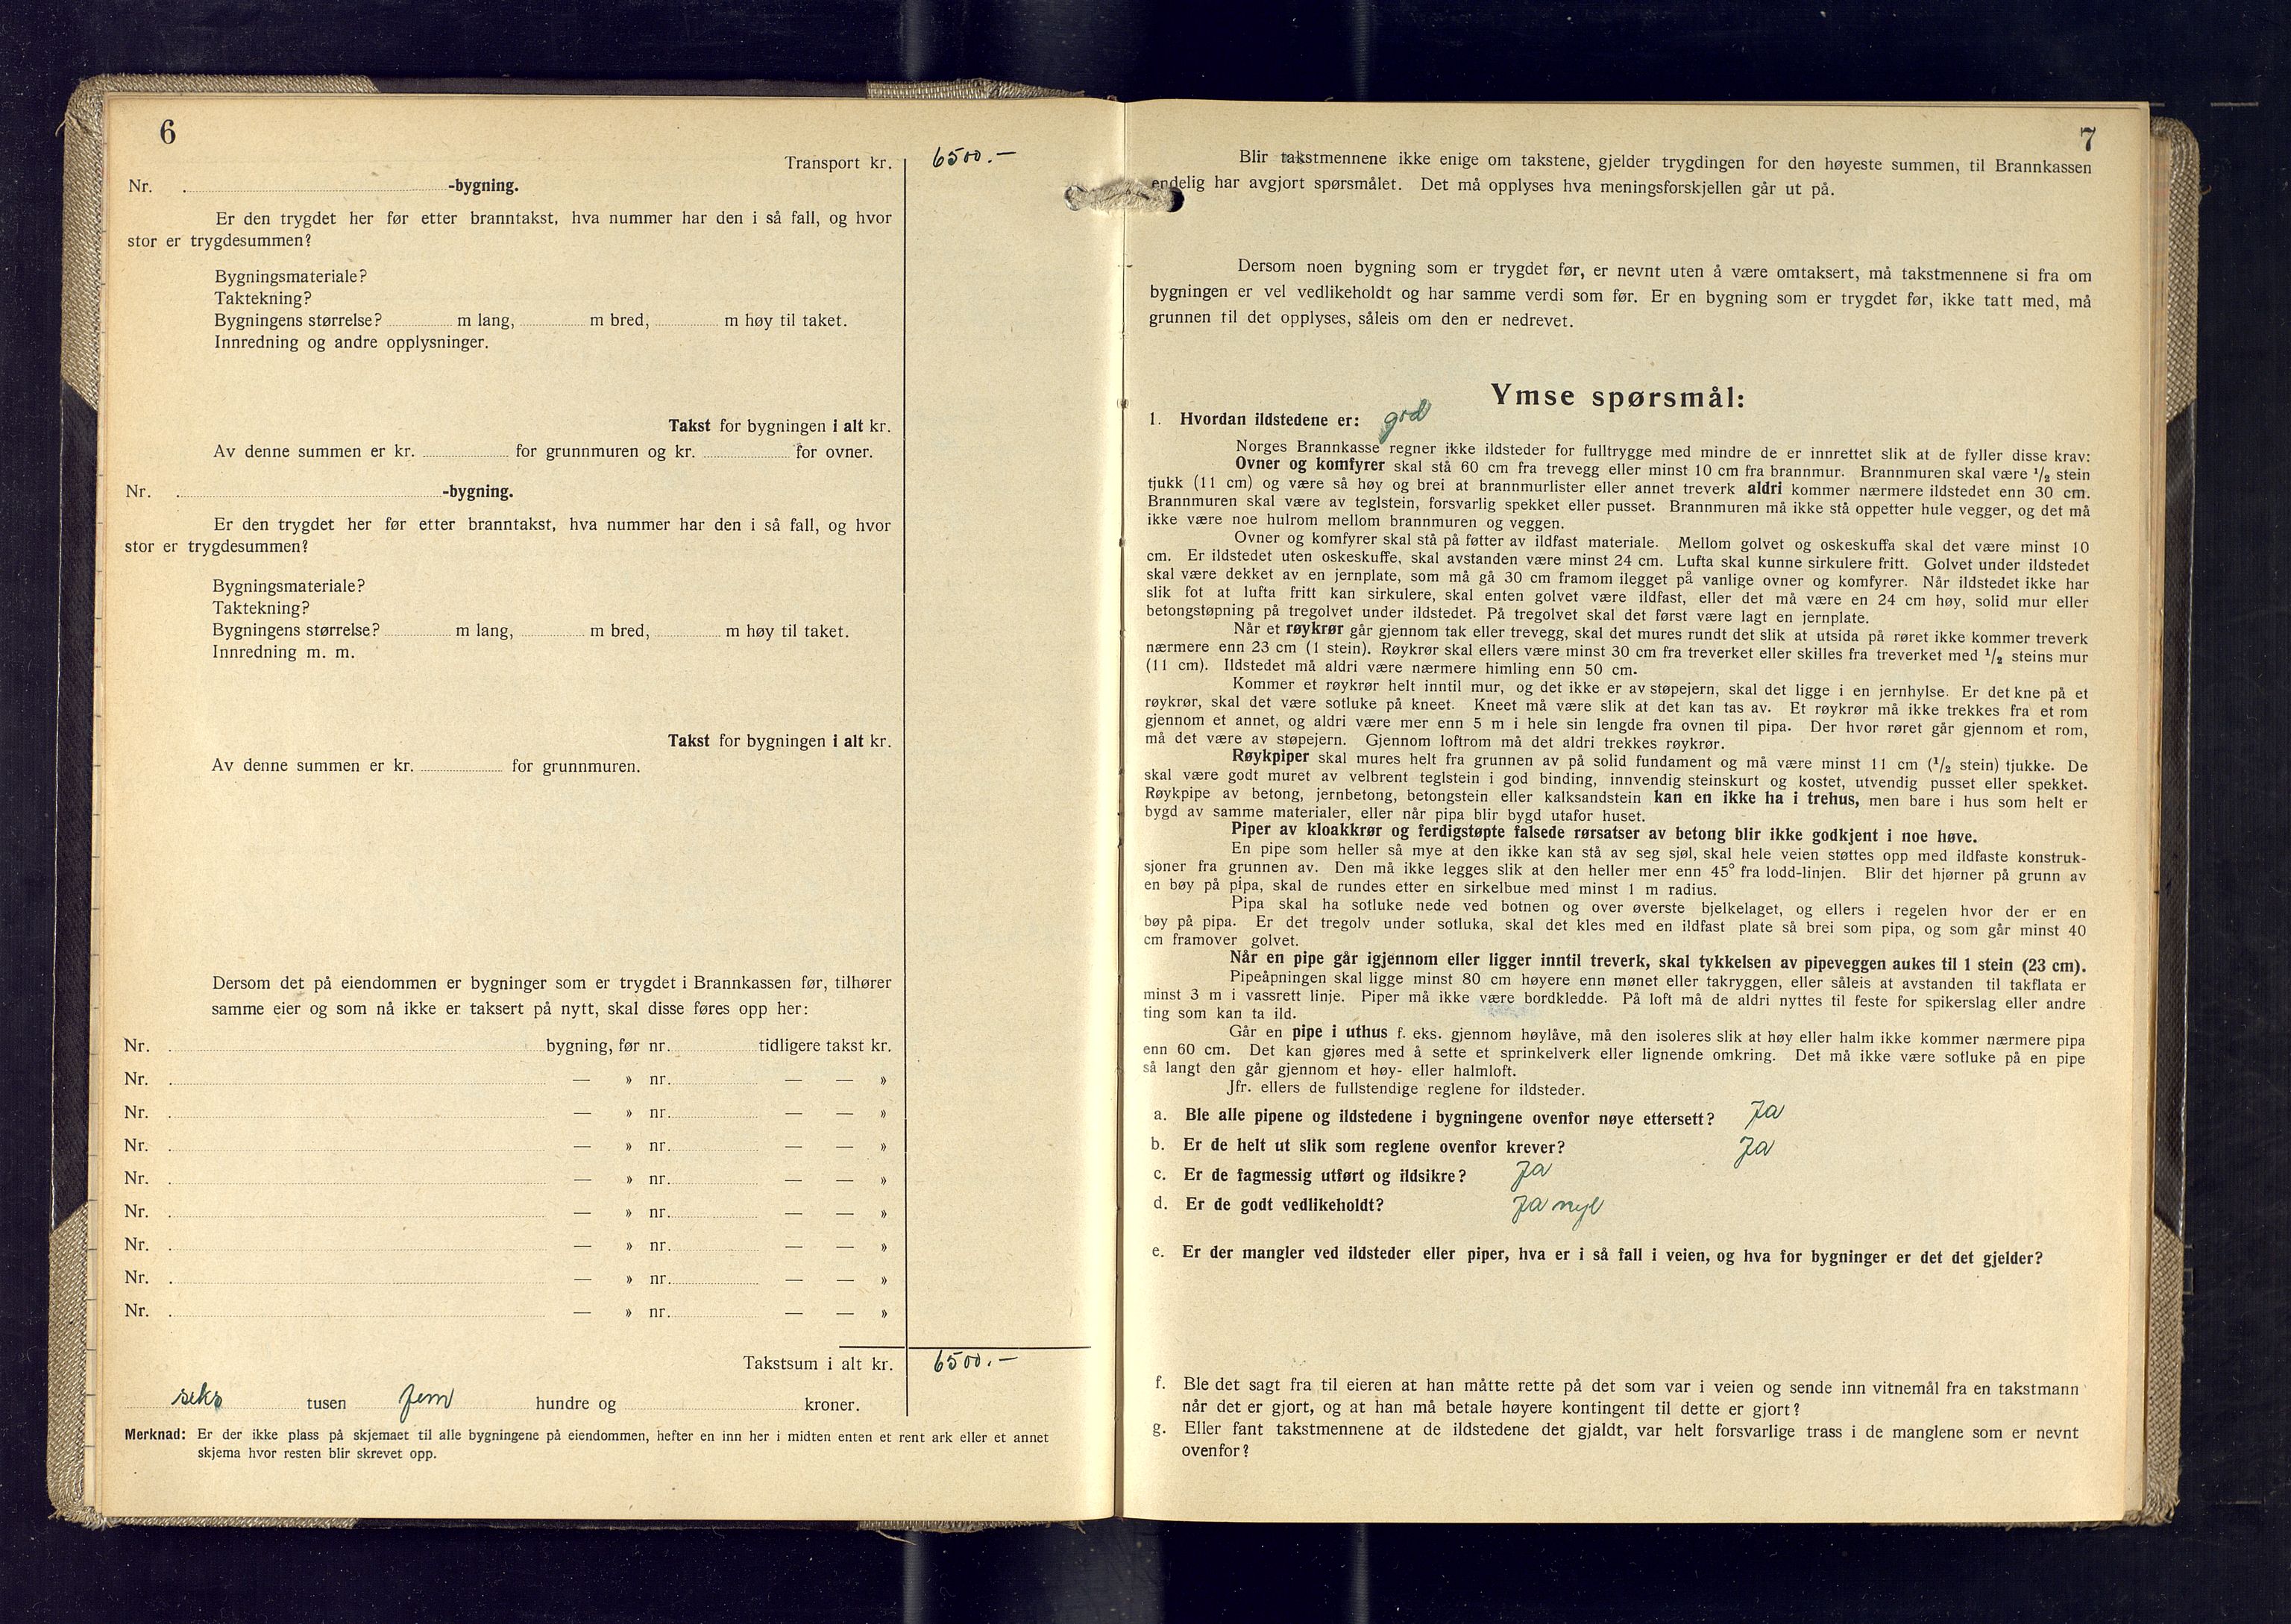 6
Transport kr. 6500.—
Nr. -bygning.
Er den trygdet her før etter branntakst, hva nummer har den i så fall, og hvor
stor er trygdesummen?
Bygningsmateriale?
Taktekning?
Bygningens størrelse? m lang, m bred, m høy til taket.
Innredning og andre opplysninger.
Takst for bygningen i alt kr.
Av denne summen er kr. for grunnmuren og kr. for ovner.
Nr. -bygning.
Er den trygdet her før etter branntakst, hva nummer har den i så fall, og hvor
stor er trygdesummen?
Bygningsmateriale?
Taktekning?
Bygningens størrelse? m lang, m bred, m høy til taket.
Innredning m. m.
Takst for bygningen i alt kr.
Av denne summen er kr. for grunnmuren.
Dersom det på eiendommen er bygninger som er trygdet i Brannkassen før, tilhører
samme eier og som nå ikke er taksert på nytt, skal disse føres opp her:
Nr. bygning, før nr. tidligere takst kr.
Nr. — » nr. — — »
Nr. — » nr. — — »
Nr. — » nr. — — »
Nr. — » nr. — — »
Nr. — » nr. — — »
Nr. — » nr. — — »
Nr. — » nr. — — »
Nr. — » nr. — — »
Takstsum i alt kr. 6500.—
seks tusen fem hundre og kroner.
Merknad: Er der ikke plass på skjemaet til alle bygningene på eiendommen, hefter en inn her i midten enten et rent ark eller et annet
skjema hvor resten blir skrevet opp.
7
Blir takstmennene ikke enige om takstene, gjelder trygdingen for den høyeste summen, til Brannkassen
endelig har avgjort spørsmålet. Det må opplyses hva meningsforskjellen går ut på.
Dersom noen bygning som er trygdet før, er nevnt uten å være omtaksert, må takstmennene si fra om
bygningen er vel vedlikeholdt og har samme verdi som før. Er en bygning som er trygdet før, ikke tatt med, må
grunnen til det opplyses, såleis om den er nedrevet.
Ymse spørsmål:
1. Hvordan ildstedene er: god
Norges Brannkasse regner ikke ildsteder for fulltrygge med mindre de er innrettet slik at de fyller disse krav:
Ovner og komfyrer skal stå 60 cm fra trevegg eller minst 10 cm fra brannmur. Brannmuren skal være 1/2 stein
tjukk (11 cm) og være så høy og brei at brannmurlister eller annet treverk aldri kommer nærmere ildstedet enn 30 cm.
Brannmuren skal være av teglstein, forsvarlig spekket eller pusset. Brannmuren må ikke stå oppetter hule vegger, og det må
ikke være noe hulrom mellom brannmuren og veggen.
Ovner og komfyrer skal stå på føtter av ildfast materiale. Mellom golvet og oskeskuffa skal det være minst 10
cm. Er ildstedet uten oskeskuffe, skal avstanden være minst 24 cm. Lufta skal kunne sirkulere fritt. Golvet under ildstedet
skal være dekket av en jernplate, som må gå 30 cm framom ilegget på vanlige ovner og komfyrer. Når ildstedet ikke har
slik fot at lufta fritt kan sirkulere, skal enten golvet være ildfast, eller det må være en 24 cm høy, solid mur eller
betongstøpning på tregolvet under ildstedet. På tregolvet skal det først være lagt en jernplate.
Når et røykrør går gjennom tak eller trevegg, skal det mures rundt det slik at utsida på røret ikke kommer treverk
nærmere enn 23 cm (1 stein). Røykrør skal ellers være minst 30 cm fra treverket eller skilles fra treverket med 1/2 steins mur
(11 cm). Ildstedet må aldri være nærmere himling enn 50 cm.
Kommer et røykrør helt inntil mur, og det ikke er av støpejern, skal det ligge i en jernhylse. Er det kne på et
røykrør, skal det være sotluke på kneet. Kneet må være slik at det kan tas av. Et røykrør må ikke trekkes fra et rom
gjennom et annet, og aldri være mer enn 5 m i hele sin lengde fra ovnen til pipa. Der hvor røret går gjennom et rom,
må det være av støpejern. Gjennom loftrom må det aldri trekkes røykrør.
Røykpiper skal mures helt fra grunnen av på solid fundament og må være minst 11 cm (1/2 stein) tjukke. De
skal være godt muret av velbrent teglstein i god binding, innvendig steinskurt og kostet, utvendig pusset eller spekket.
Røykpipe av betong, jernbetong, betongstein eller kalksandstein kan en ikke ha i trehus, men bare i hus som helt er
bygd av samme materialer, eller når pipa blir bygd utafor huset.
Piper av kloakkrør og ferdigstøpte falsede rørsatser av betong blir ikke godkjent i noe høve.
En pipe som heller så mye at den ikke kan stå av seg sjøl, skal hele veien støttes opp med ildfaste konstruk-
sjoner fra grunnen av. Den må ikke legges slik at den heller mer enn 45° fra lodd-linjen. Blir det hjørner på grunn av
en bøy på pipa, skal de rundes etter en sirkelbue med minst 1 m radius.
Pipa skal ha sotluke nede ved botnen og over øverste bjelkelaget, og ellers i regelen hvor der er en
bøy på pipa. Er det tregolv under sotluka, skal det kles med en ildfast plate så brei som pipa, og som går minst 40
cm framover golvet.
Når en pipe går igjennom eller ligger inntil treverk, skal tykkelsen av pipeveggen aukes til 1 stein (23 cm).
Pipeåpningen skal ligge minst 80 cm høyere enn mønet eller takryggen, eller såleis at avstanden til takflata er
minst 3 m i vassrett linje. Piper må ikke være bordkledde. På loft må de aldri nyttes til feste for spikerslag eller andre
ting som kan ta ild.
Går en pipe i uthus f. eks. gjennom høylåve, må den isoleres slik at høy eller halm ikke kommer nærmere pipa
enn 60 cm. Det kan gjøres med å sette et sprinkelverk eller lignende omkring. Det må ikke være sotluke på en pipe
så langt den går gjennom et høy- eller halmloft.
Jfr. ellers de fullstendige reglene for ildsteder.
a. Ble alle pipene og ildstedene i bygningene ovenfor nøye ettersett? Ja
b. Er de helt ut slik som reglene ovenfor krever? Ja
c. Er de fagmessig utført og ildsikre? Ja
d. Er de godt vedlikeholdt? Ja nye
e. Er der mangler ved ildsteder eller piper, hva er i så fall i veien, og hva for bygninger er det det gjelder?
f. Ble det sagt fra til eieren at han måtte rette på det som var i veien og sende inn vitnemål fra en takstmann
når det er gjort, og at han må betale høyere kontingent til dette er gjort?
g. Eller fant takstmennene at de ildstedene det gjaldt, var helt forsvarlige trass i de manglene som er nevnt
ovenfor?